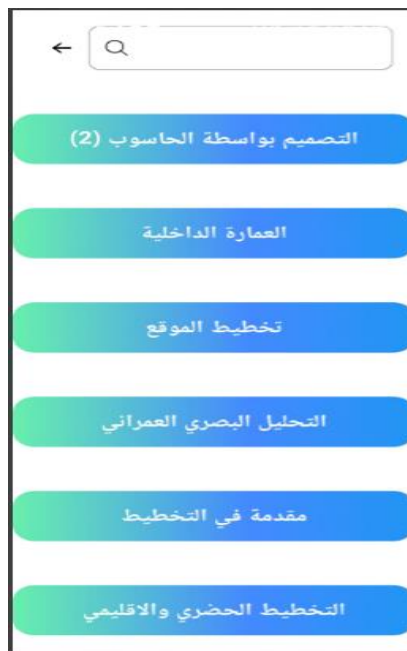 التصميم بواسطة الحاسوب (2)
العمارة الداخلية
تخطيط الموقع
التحليل البصري العمراني
مقدمة في التخطيط
التخطيط الحضري والاقليمي